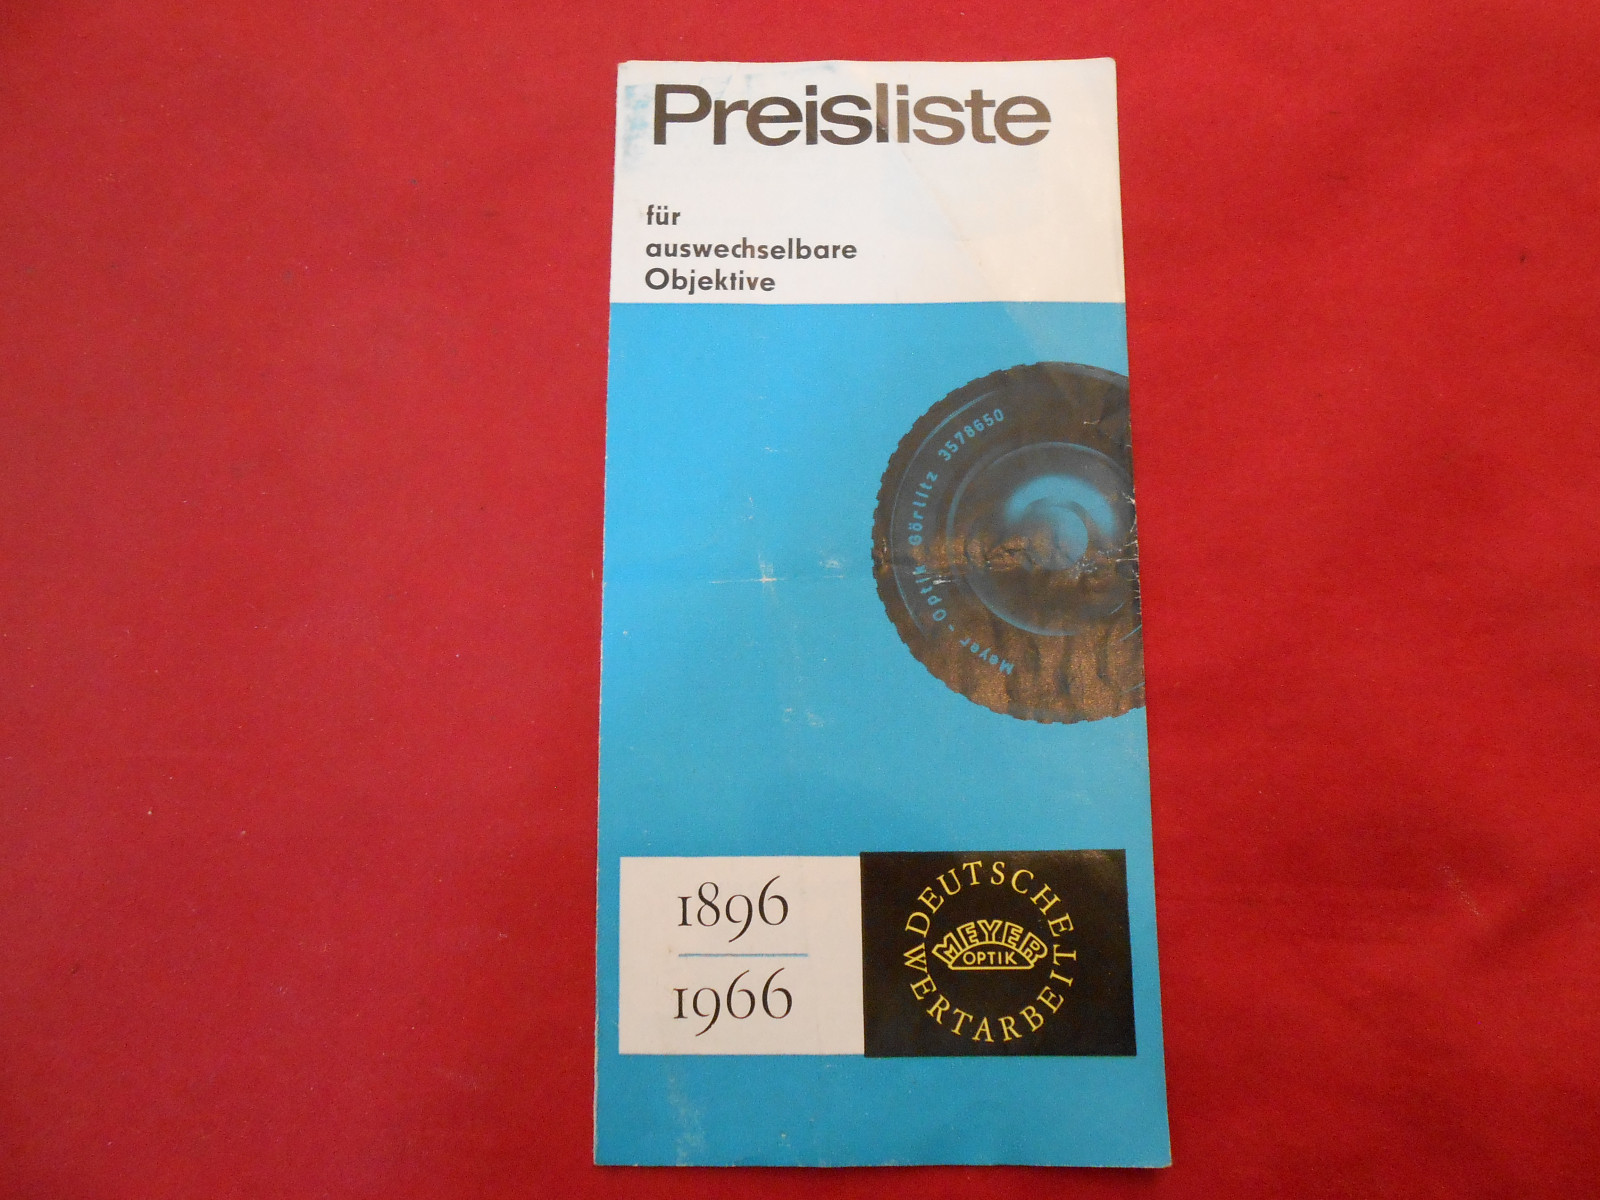 Preisliste
für
auswechselbare
Objektive
Meyer - Optik Görlitz 3578650
1896
1966
DEUTSCHE WERTARBEIT
MEYER
OPTIK